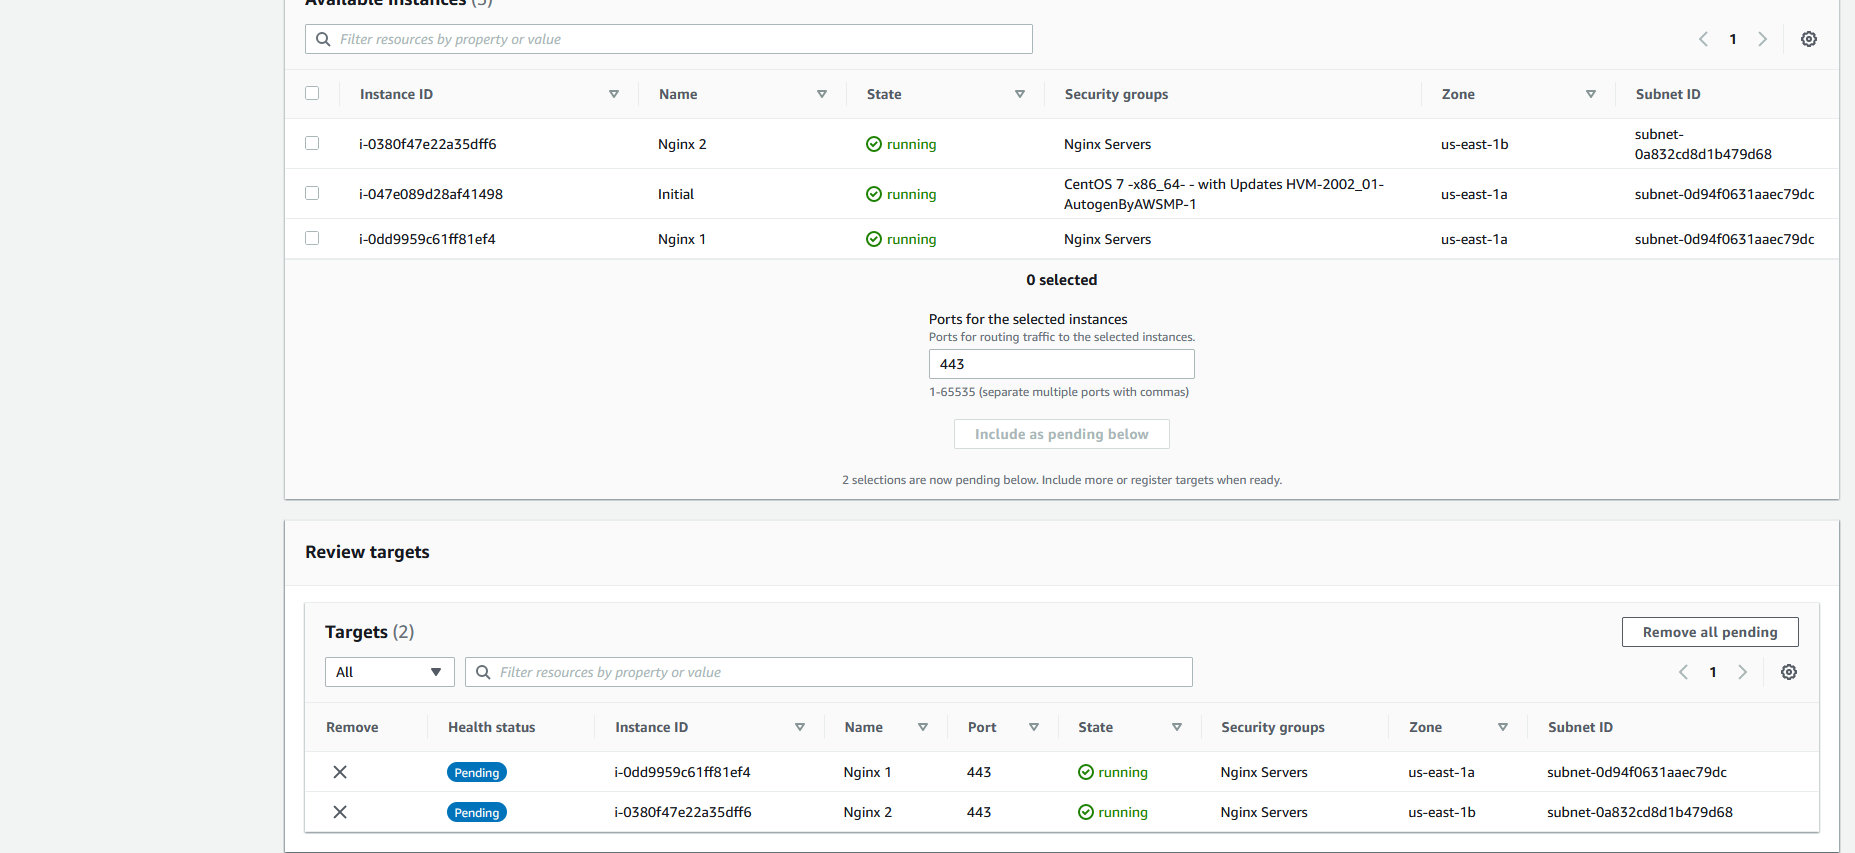 Available instances (3)
Filter resources by property or value
1
Instance ID Name State Security groups Zone Subnet ID
i-0380f47e22a35dff6 Nginx 2 running Nginx Servers us-east-1b subnet-
0a832cd8d1b479d68
i-047e089d28af41498 Initial running CentOS 7 -x86_64- - with Updates HVM-2002_01- us-east-1a subnet-0d94f0631aaec79dc
AutogenByAWSMP-1
i-0dd9959c61ff81ef4 Nginx 1 running Nginx Servers us-east-1a subnet-0d94f0631aaec79dc
0 selected
Ports for the selected instances
Ports for routing traffic to the selected instances.
443
1-65535 (separate multiple ports with commas)
Include as pending below
2 selections are now pending below. Include more or register targets when ready.
Review targets
Targets (2) Remove all pending
All Filter resources by property or value 1
Remove Health status Instance ID Name Port State Security groups Zone Subnet ID
Pending i-0dd9959c61ff81ef4 Nginx 1 443 running Nginx Servers us-east-1a subnet-0d94f0631aaec79dc
Pending i-0380f47e22a35dff6 Nginx 2 443 running Nginx Servers us-east-1b subnet-0a832cd8d1b479d68